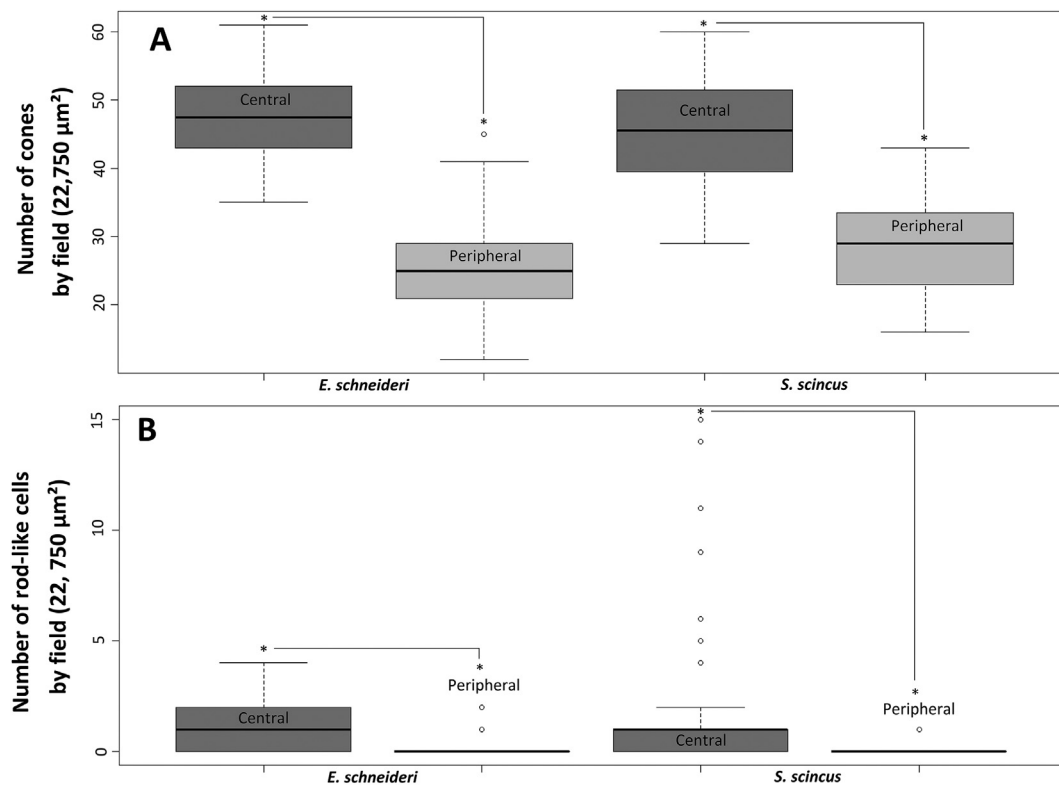 A
Number of cones
by field (22,750 µm²)
60
50
40
30
20
*
Central
*
Peripheral
*
Central
*
Peripheral
E. schneideri
S. scincus
B
Number of rod-like cells
by field (22, 750 µm²)
15
10
5
0
*
Central
*
Peripheral
*
Central
*
Peripheral
E. schneideri
S. scincus